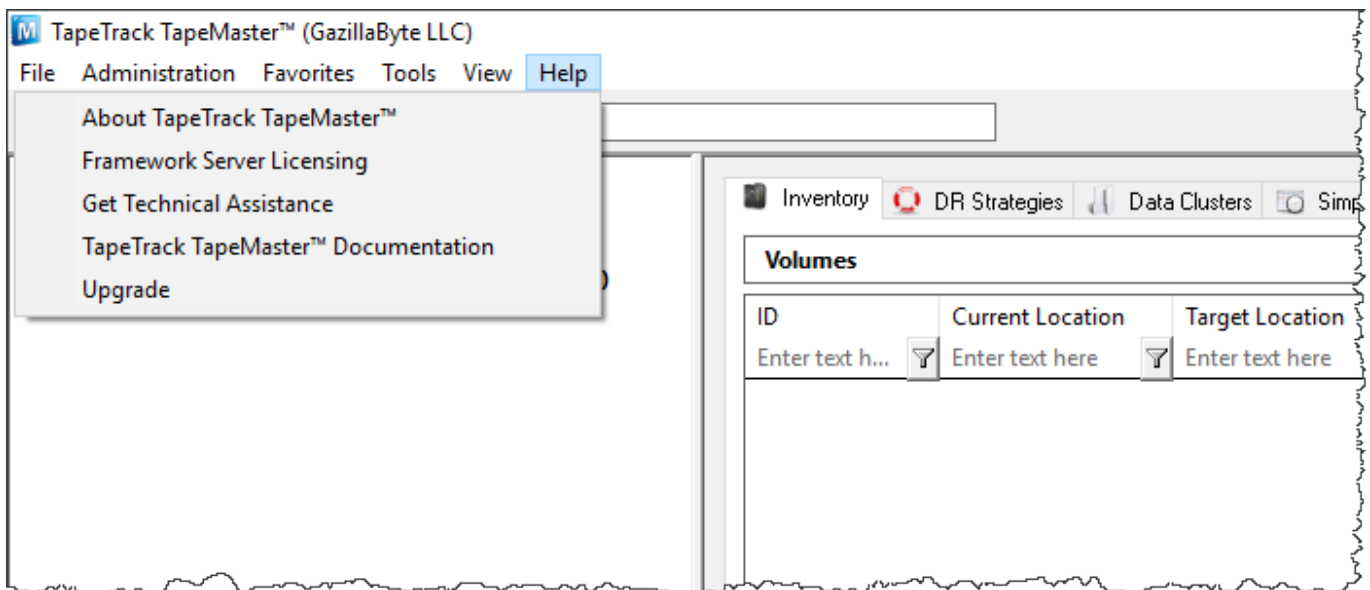 TapeTrack TapeMaster™ (GazillaByte LLC)
File Administration Favorites Tools View Help
About TapeTrack TapeMaster™
Framework Server Licensing
Get Technical Assistance
TapeTrack TapeMaster™ Documentation
Upgrade
Inventory DR Strategies Data Clusters
Volumes
ID Current Location Target Location
Enter text h... Enter text here Enter text here